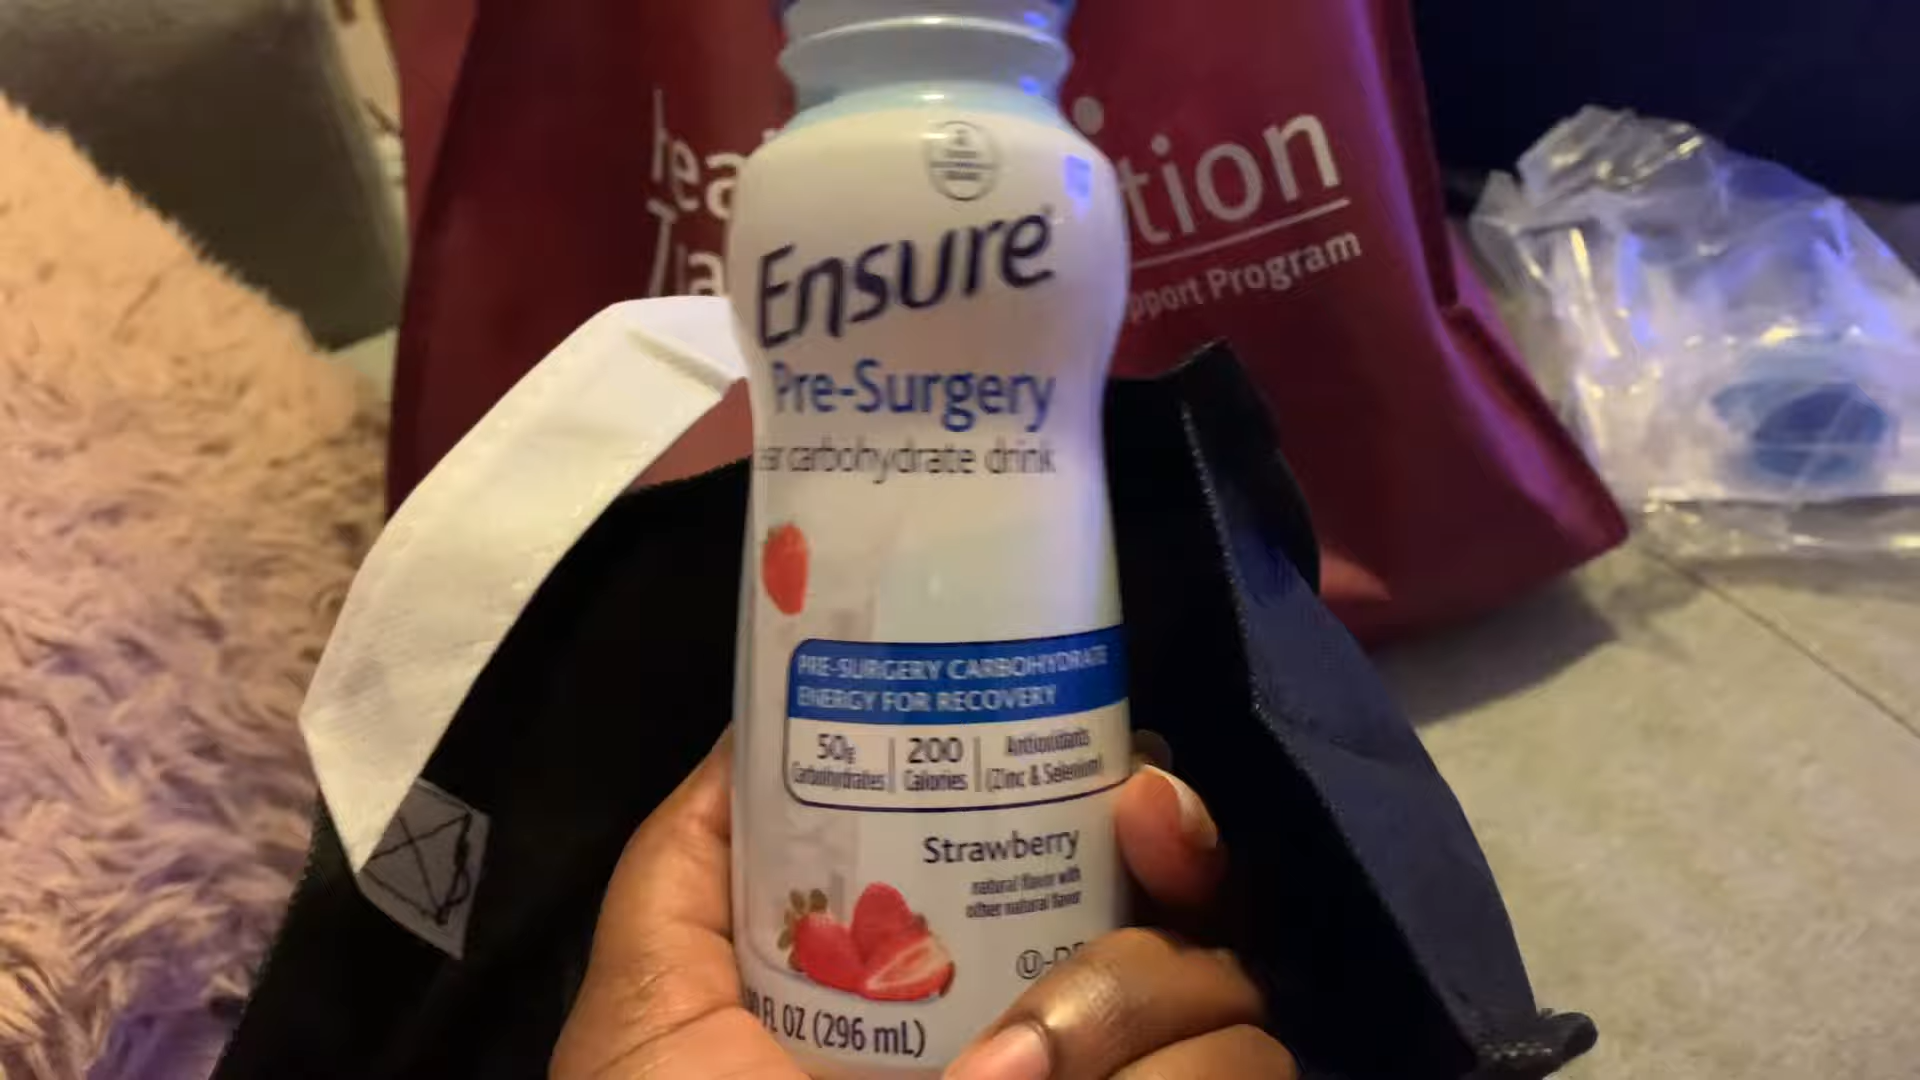 Ensure
Pre-Surgery
carbohydrate drink
PRE-SURGERY CARBOHYDRATE
ENERGY FOR RECOVERY
50g
Carbohydrates
200
Calories
Antioxidants
(Zinc & Selenium)
Strawberry
natural flavor with
other natural flavor
FL OZ (296 mL)
tion
pport Program